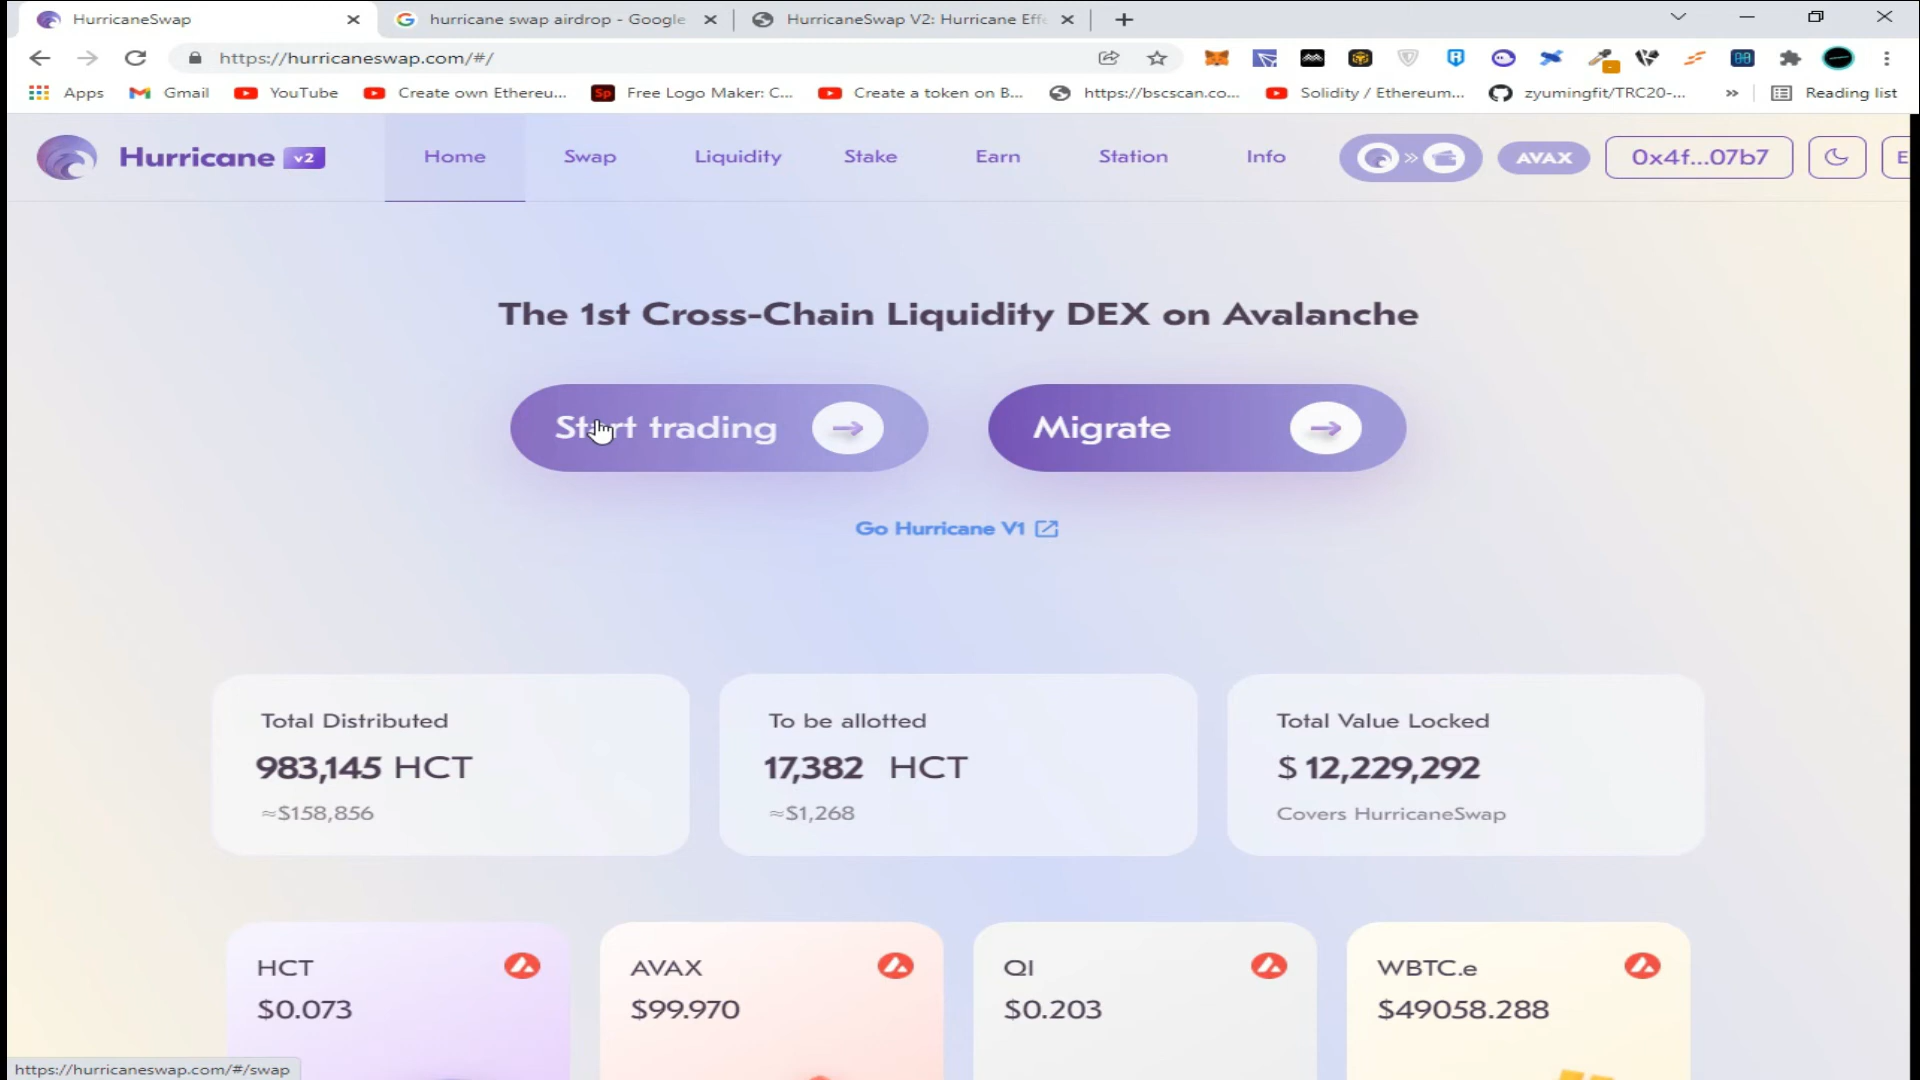 HurricaneSwap
hurricane swap airdrop - Google
HurricaneSwap V2: Hurricane Eff
https://hurricaneswap.com/#/
Apps
Gmail
YouTube
Create own Ethereu...
Sp
Free Logo Maker: C...
Create a token on B...
https://bscscan.co...
Solidity / Ethereum...
zyumingfit/TRC20-...
»
Reading list
Hurricane v2
Home
Swap
Liquidity
Stake
Earn
Station
Info
»
AVAX
0x4f...07b7
E
The 1st Cross-Chain Liquidity DEX on Avalanche
Start trading
Migrate
Go Hurricane V1
Total Distributed
983,145 HCT
≈$158,856
To be allotted
17,382 HCT
≈$1,268
Total Value Locked
$ 12,229,292
Covers HurricaneSwap
HCT
$0.073
AVAX
$99.970
QI
$0.203
WBTC.e
$49058.288
https://hurricaneswap.com/#/swap